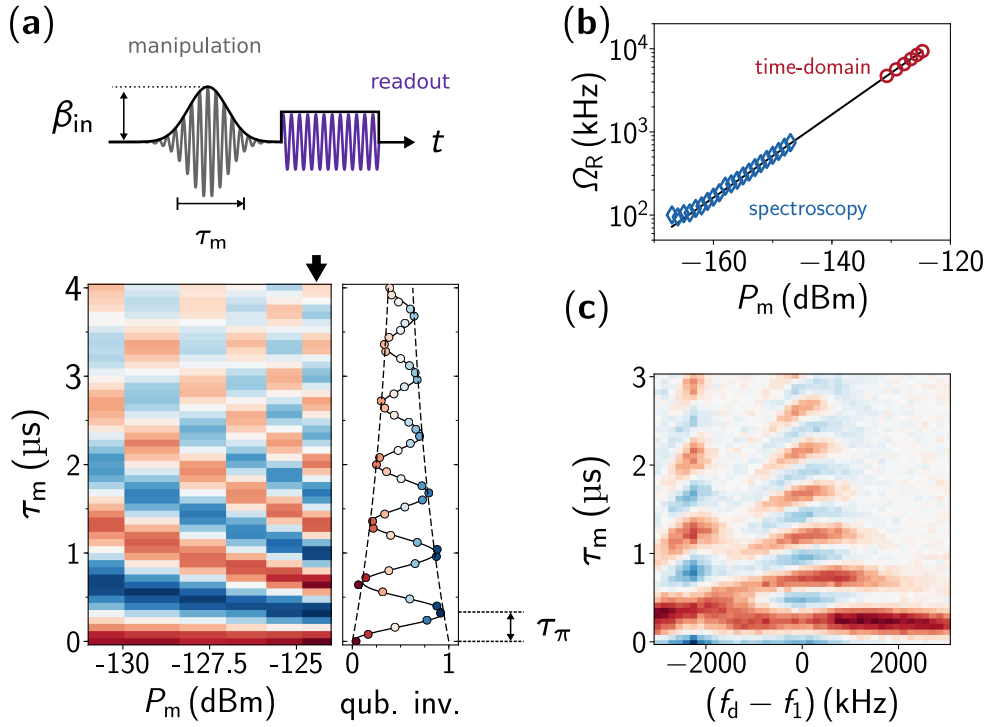 (a)
manipulation
readout
β_in
t
τ_m
4
3
2
1
0
τ_m (µs)
-130 -127.5 -125
P_m (dBm)
0 1
qub. inv.
τ_π
(b)
10^4
10^3
10^2
Ω_R (kHz)
time-domain
spectroscopy
−160 −140 −120
P_m (dBm)
(c)
3
2
1
0
τ_m (µs)
−2000 0 2000
(f_d − f_1) (kHz)